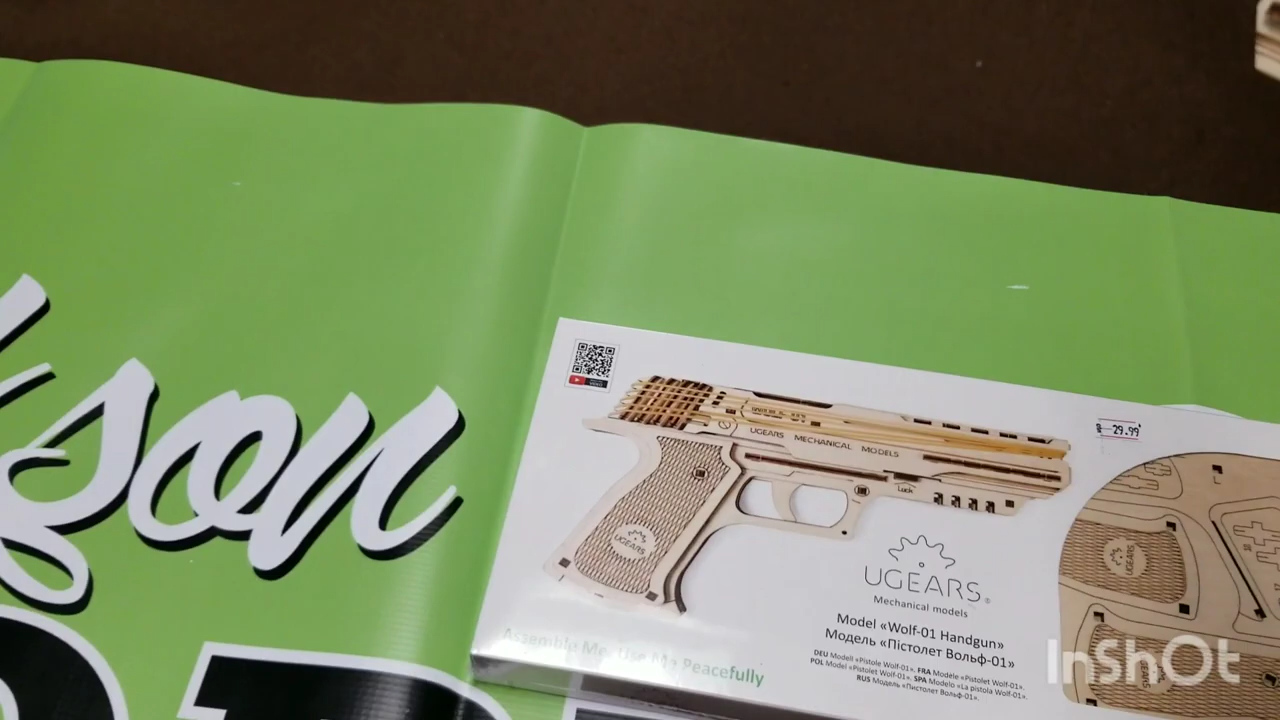 son
29.99
UGEARS MECHANICAL MODELS
Luck
UGEARS
UGEARS®
Mechanical models
Model «Wolf-01 Handgun»
Модель «Пістолет Вольф-01»
DEU Modell «Pistole Wolf-01». FRA Modèle «Pistolet Wolf-01».
POL Model «Pistolet Wolf-01». SPA Modelo «La pistola Wolf-01».
RUS Модель «Пистолет Вольф-01».
Assemble Me. Use Me Peacefully
InShOt